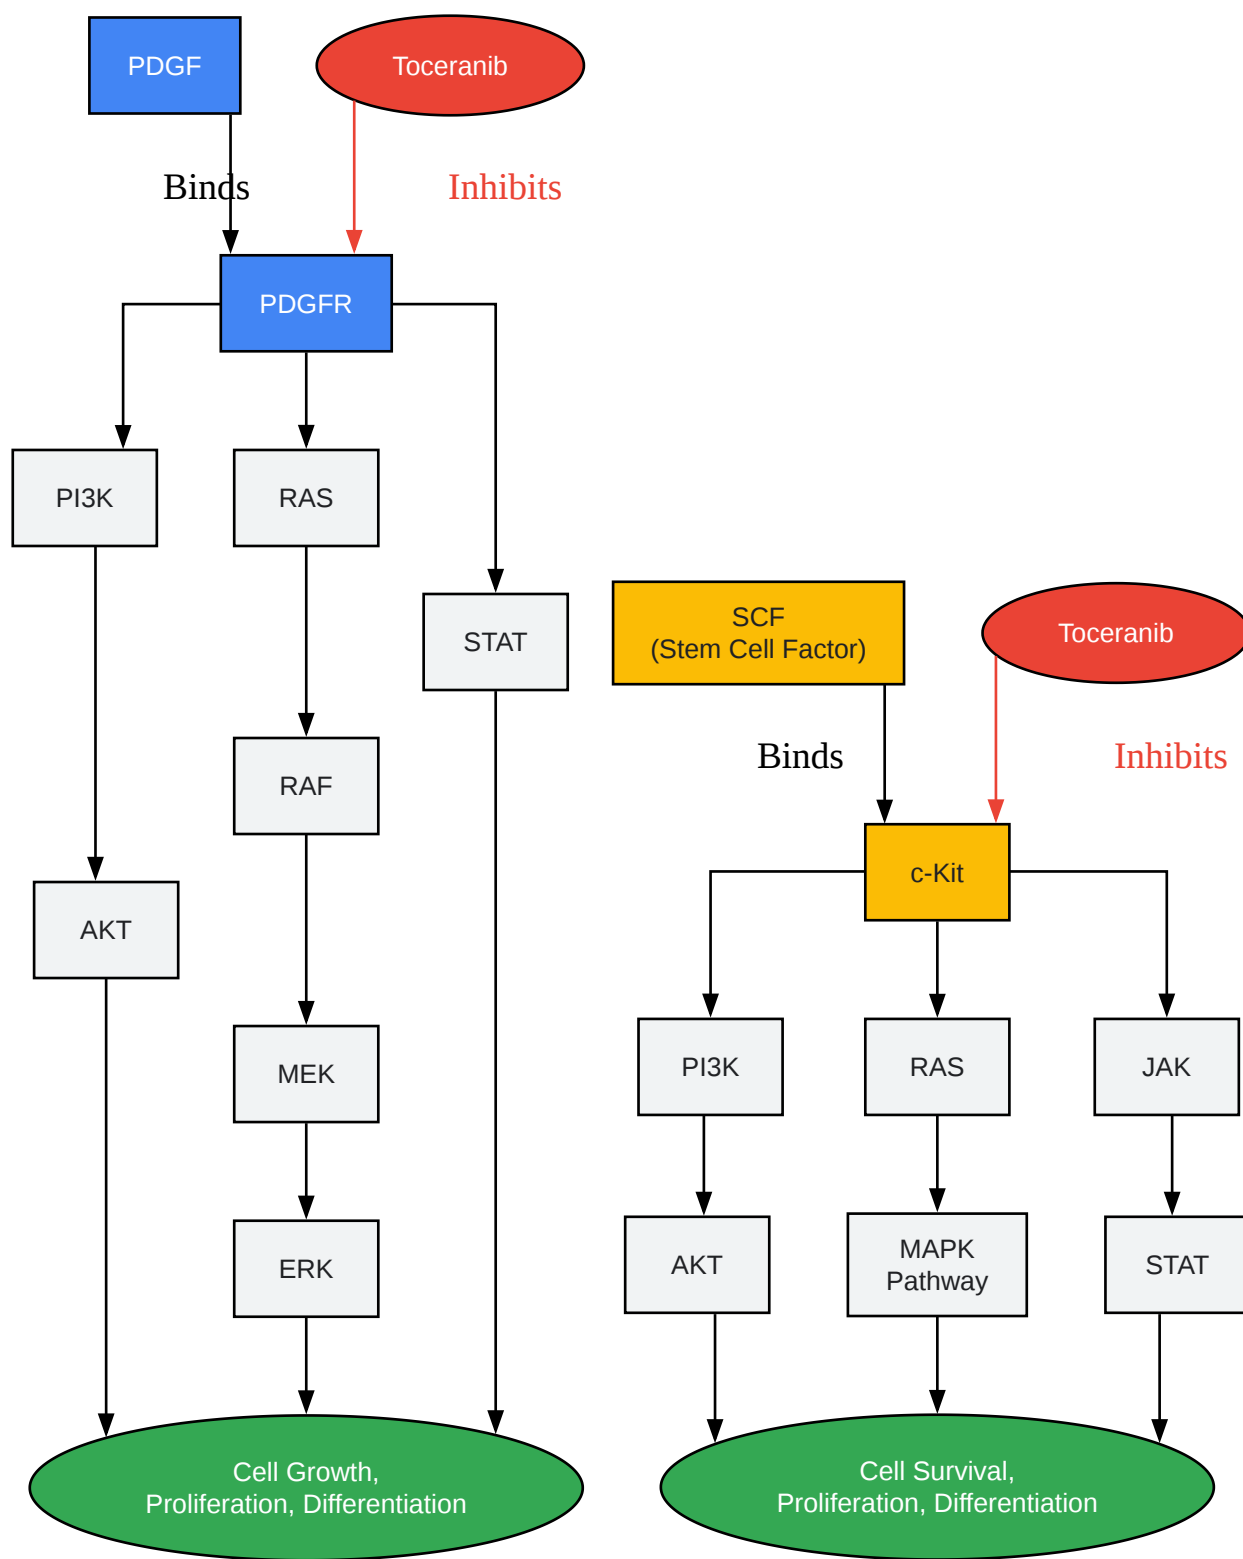 PDGF
Toceranib
Binds
Inhibits
PDGFR
PI3K
RAS
STAT
RAF
AKT
MEK
ERK
Cell Growth,
Proliferation, Differentiation
SCF
(Stem Cell Factor)
Toceranib
Binds
Inhibits
c-Kit
PI3K
RAS
JAK
AKT
MAPK
Pathway
STAT
Cell Survival,
Proliferation, Differentiation